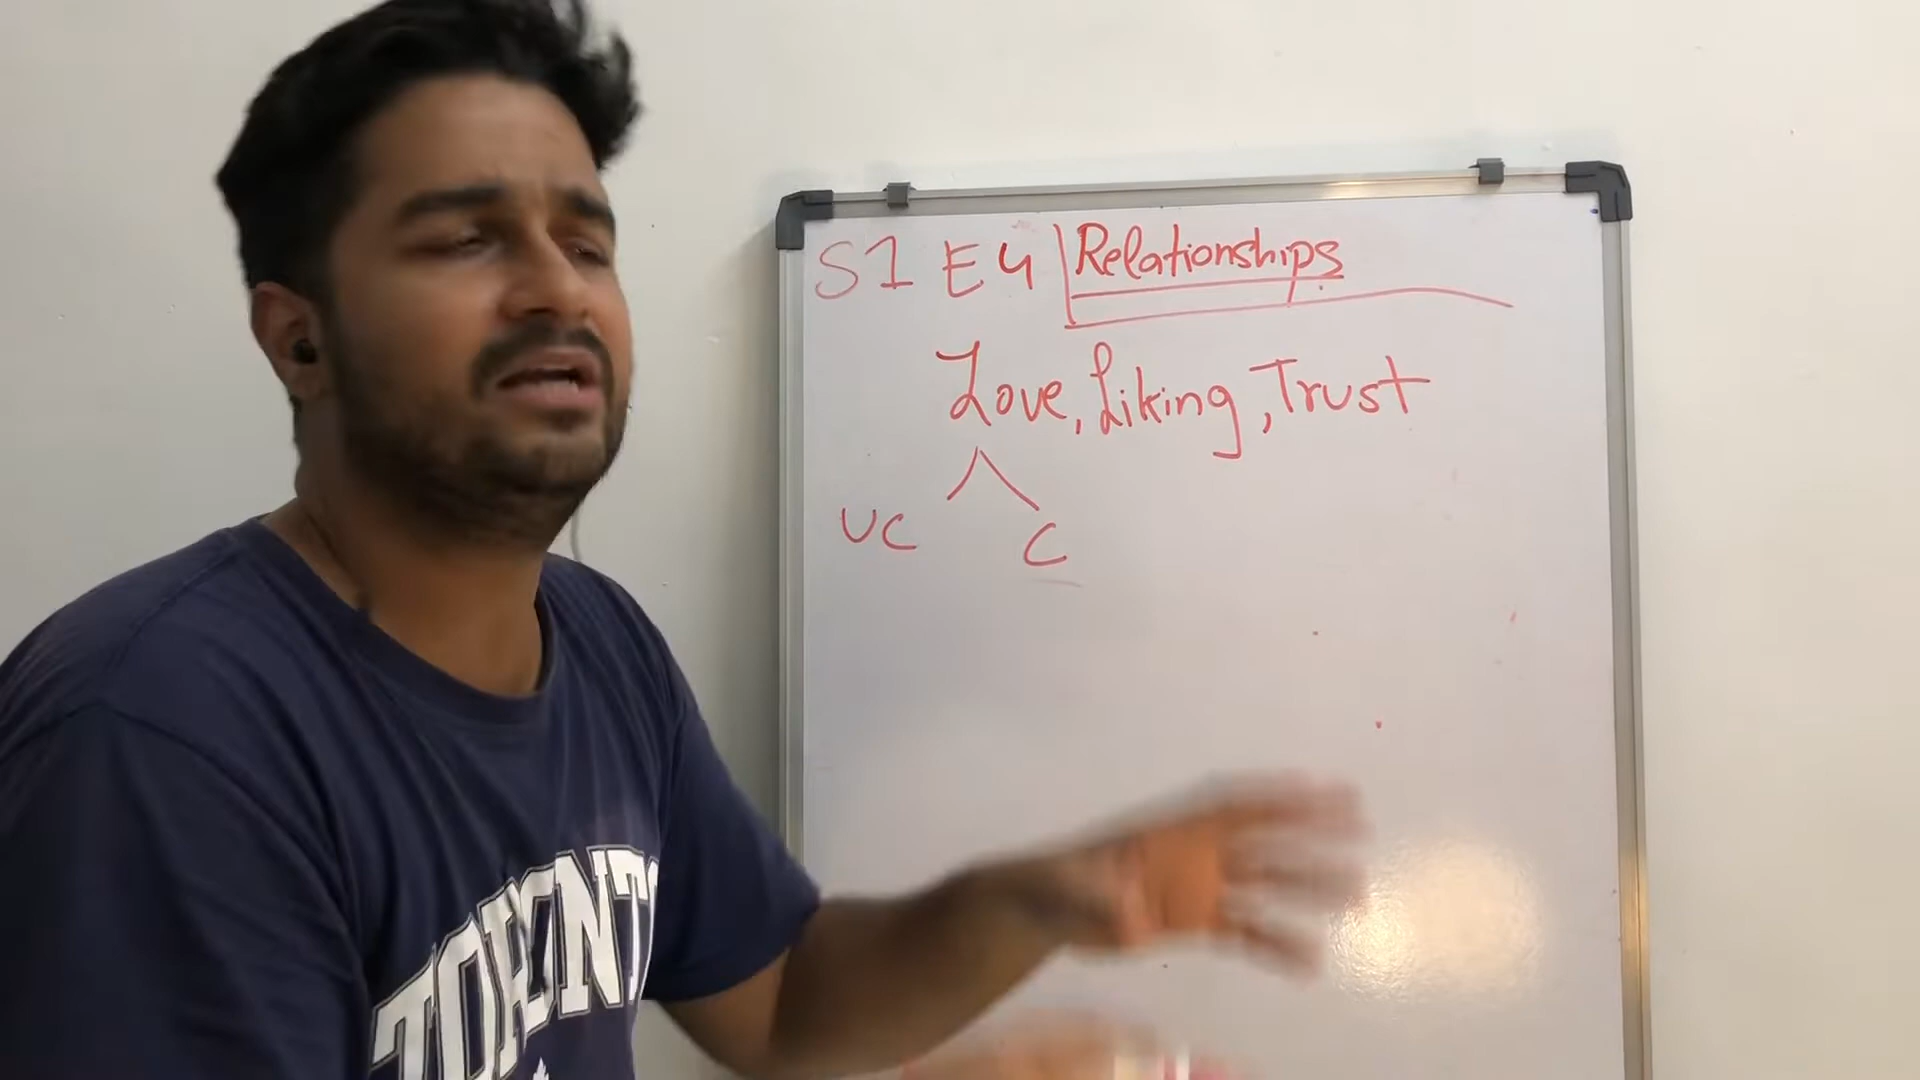 S1 E4 Relationships
Love, Liking, Trust
UC C
TORONTO